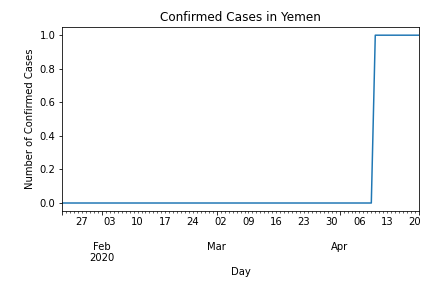 Confirmed Cases in Yemen
Number of Confirmed Cases
1.0
0.8
0.6
0.4
0.2
0.0
27 03 10 17 24 02 09 16 23 30 06 13 20
Feb Mar Apr
2020
Day